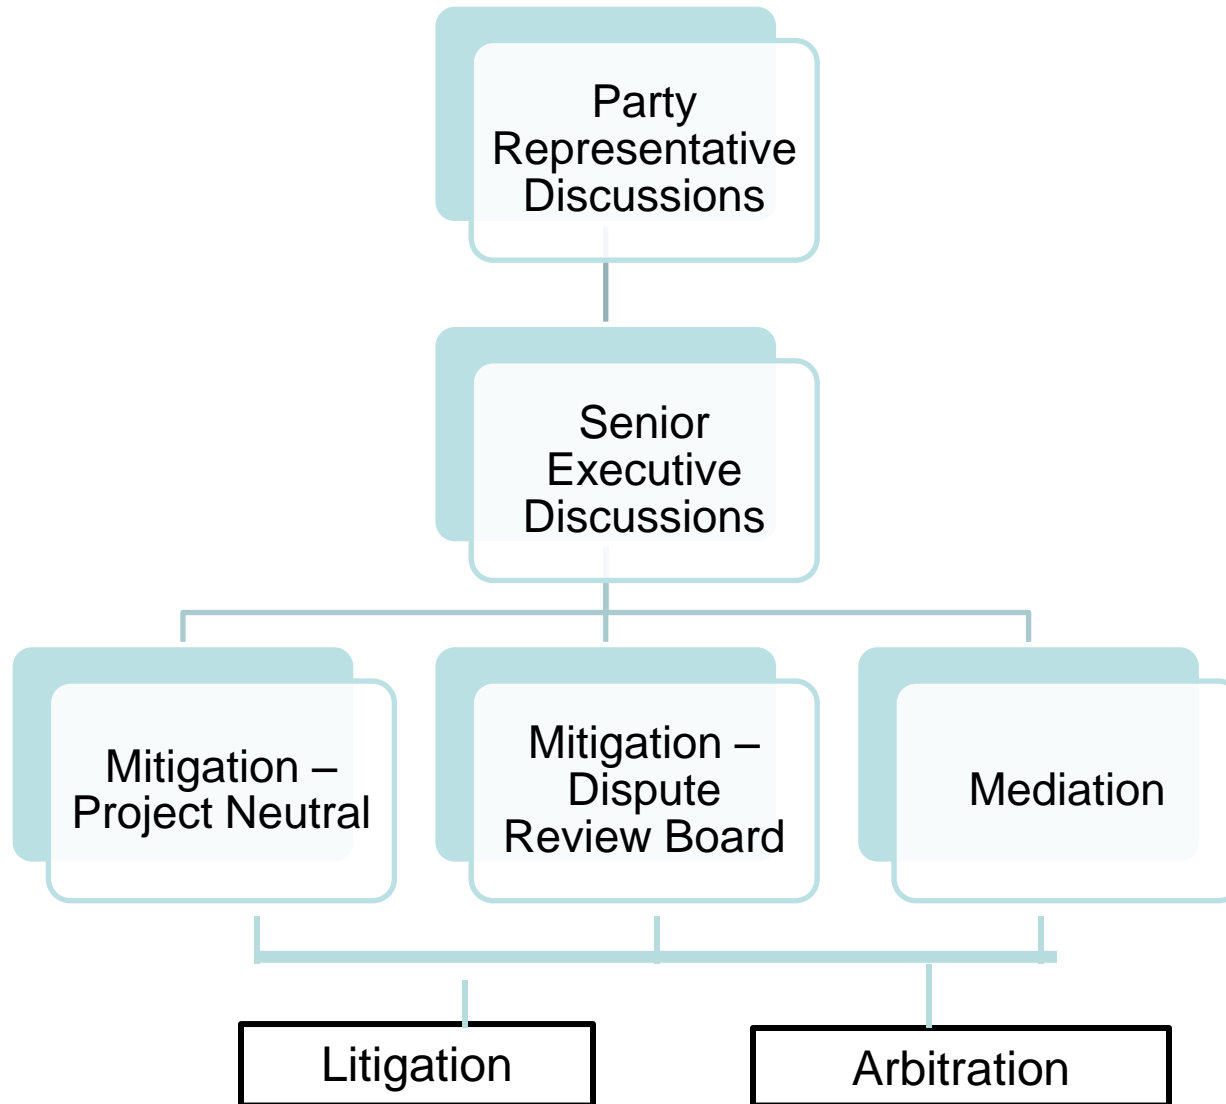 Party
Representative
Discussions
Senior
Executive
Discussions
Mitigation –
Project Neutral
Mitigation –
Dispute
Review Board
Mediation
Litigation
Arbitration